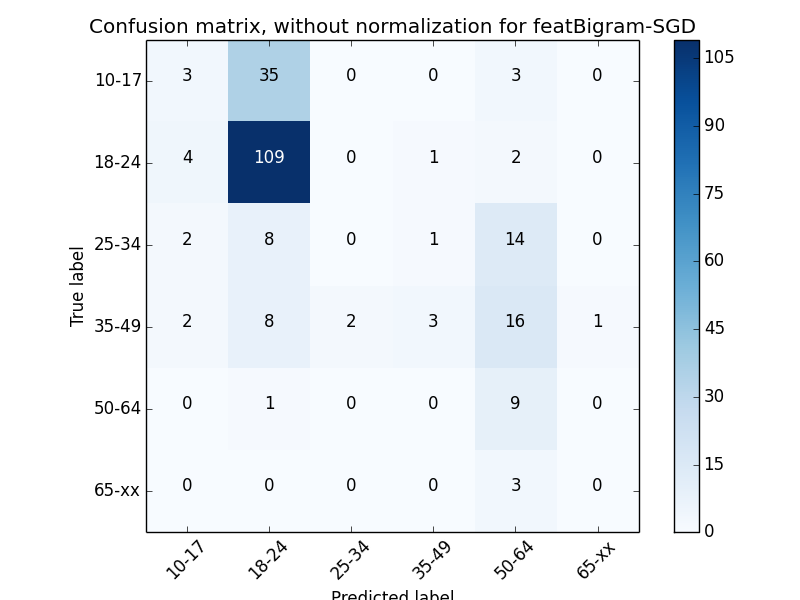 Confusion matrix, without normalization for featBigram-SGD
10-17 3 35 0 0 3 0
18-24 4 109 0 1 2 0
25-34 2 8 0 1 14 0
35-49 2 8 2 3 16 1
50-64 0 1 0 0 9 0
65-xx 0 0 0 0 3 0
True label
10-17 18-24 25-34 35-49 50-64 65-xx
Predicted label
105
90
75
60
45
30
15
0